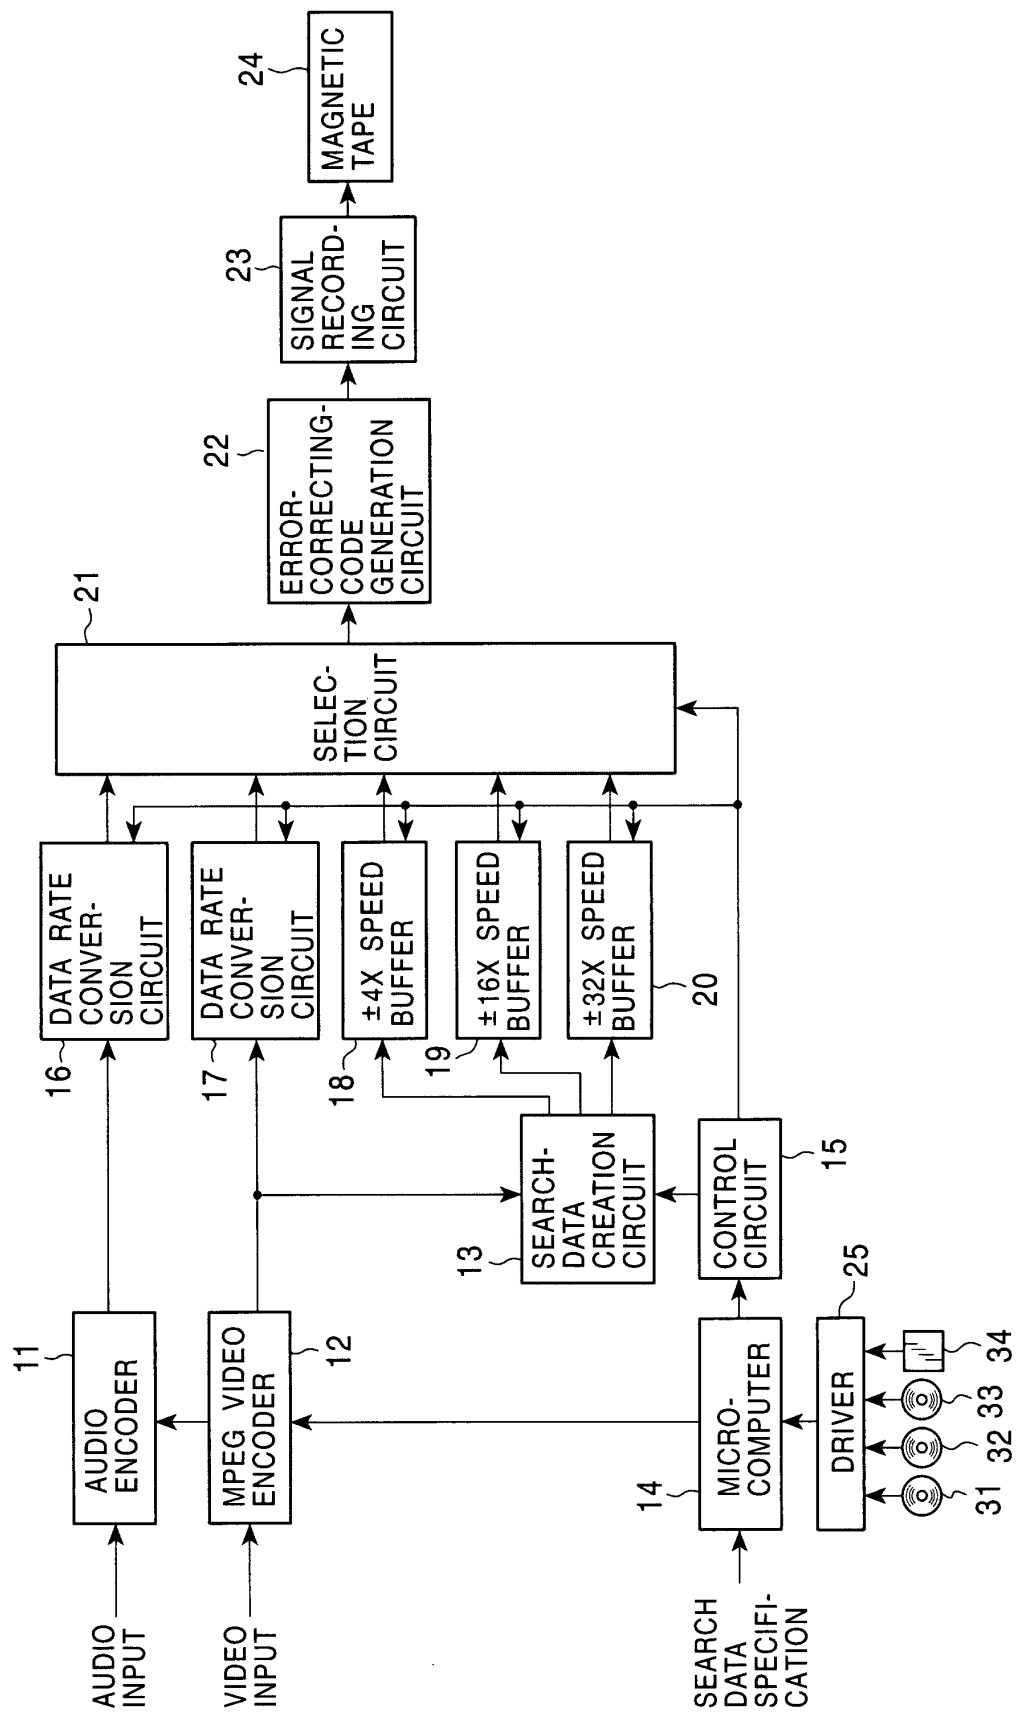 AUDIO
INPUT
11
AUDIO
ENCODER
16
DATA RATE
CONVER-
SION
CIRCUIT
VIDEO
INPUT
12
MPEG VIDEO
ENCODER
17
DATA RATE
CONVER-
SION
CIRCUIT
18
±4X SPEED
BUFFER
19
±16X SPEED
BUFFER
20
±32X SPEED
BUFFER
13
SEARCH-
DATA
CREATION
CIRCUIT
SEARCH
DATA
SPECIFI-
CATION
14
MICRO-
COMPUTER
15
CONTROL
CIRCUIT
25
DRIVER
31
32
33
34
21
SELEC-
TION
CIRCUIT
22
ERROR-
CORRECTING-
CODE
GENERATION
CIRCUIT
23
SIGNAL
RECORD-
ING
CIRCUIT
24
MAGNETIC
TAPE